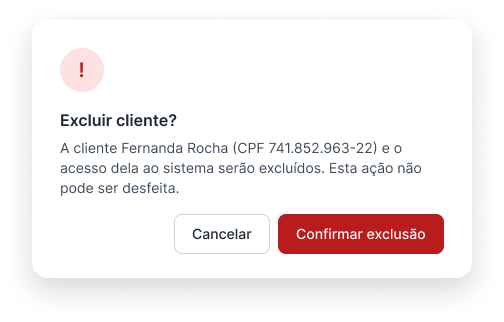 !
Excluir cliente?
A cliente Fernanda Rocha (CPF 741.852.963-22) e o
acesso dela ao sistema serão excluídos. Esta ação não
pode ser desfeita.
Cancelar
Confirmar exclusão